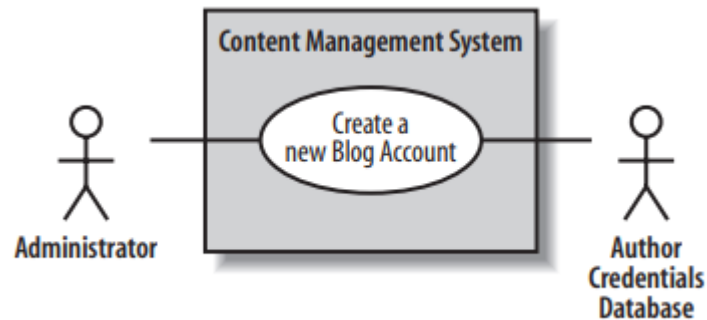 Content Management System
Create a
new Blog Account
Administrator
Author
Credentials
Database